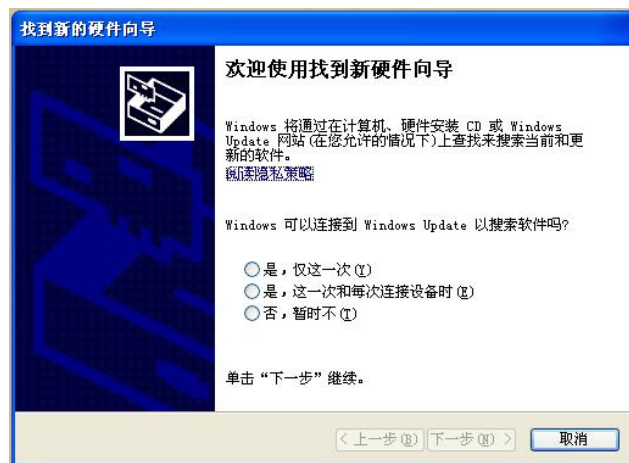 找到新的硬件向导
欢迎使用找到新硬件向导
Windows 将通过在计算机、硬件安装 CD 或 Windows
Update 网站(在您允许的情况下)上查找来搜索当前和更
新的软件。
阅读隐私策略
Windows 可以连接到 Windows Update 以搜索软件吗?
是，仅这一次(Y)
是，这一次和每次连接设备时(E)
否，暂时不(T)
单击“下一步”继续。
< 上一步(B) 下一步(N) > 取消